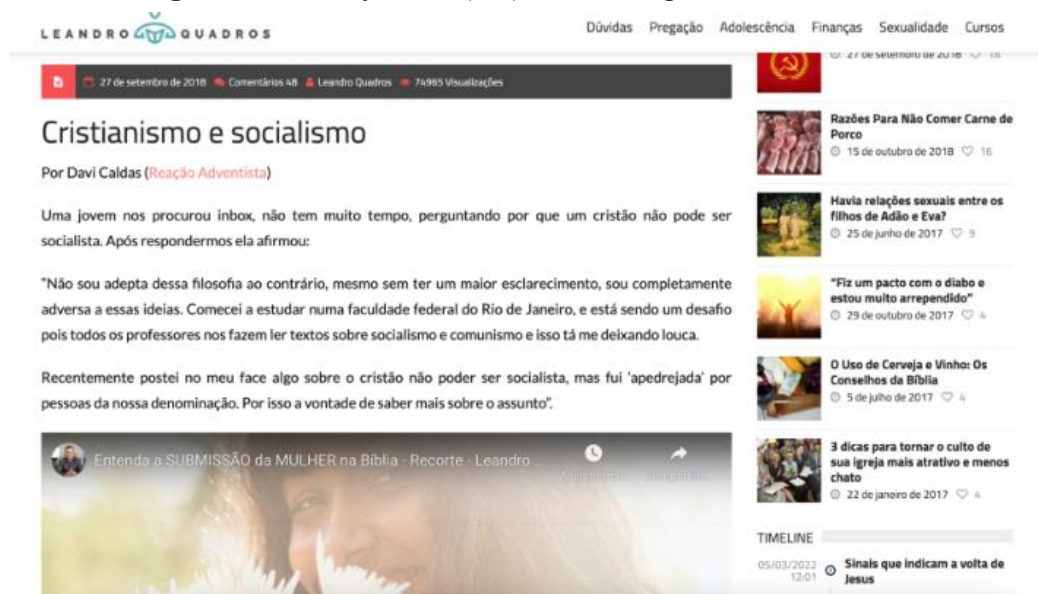 LEANDRO QUADROS
Dúvidas Pregação Adolescência Finanças Sexualidade Cursos
27 de setembro de 2018 Comentários 48 Leandro Quadros 74965 Visualizações
Cristianismo e socialismo
Por Davi Caldas (Reação Adventista)
Uma jovem nos procurou inbox, não tem muito tempo, perguntando por que um cristão não pode ser
socialista. Após respondermos ela afirmou:
“Não sou adepta dessa filosofia ao contrário, mesmo sem ter um maior esclarecimento, sou completamente
adversa a essas ideias. Comecei a estudar numa faculdade federal do Rio de Janeiro, e está sendo um desafio
pois todos os professores nos fazem ler textos sobre socialismo e comunismo e isso tá me deixando louca.
Recentemente postei no meu face algo sobre o cristão não poder ser socialista, mas fui ‘apedrejada’ por
pessoas da nossa denominação. Por isso a vontade de saber mais sobre o assunto”.
Entenda a SUBMISSÃO da MULHER na Bíblia - Recorte - Leandro ...
27 de setembro de 2018
Razões Para Não Comer Carne de
Porco
15 de outubro de 2018 16
Havia relações sexuais entre os
filhos de Adão e Eva?
25 de junho de 2017 9
“Fiz um pacto com o diabo e
estou muito arrependido”
29 de outubro de 2017 4
O Uso de Cerveja e Vinho: Os
Conselhos da Bíblia
5 de julho de 2017 4
3 dicas para tornar o culto de
sua igreja mais atrativo e menos
chato
22 de janeiro de 2017 4
TIMELINE
05/03/2022
12:01
Sinais que indicam a volta de
Jesus